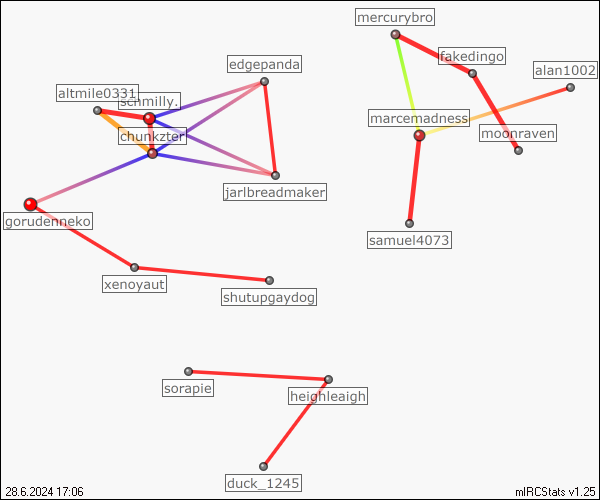 mercurybro
fakedingo
edgepanda
alan1002
altmile0331
schmilly.
marcemadness
chunkzter
moonraven
jarlbreadmaker
gorudenneko
samuel4073
xenoyaut
shutupgaydog
sorapie
heighleaigh
duck_1245
28.6.2024 17:06
mIRCStats v1.25